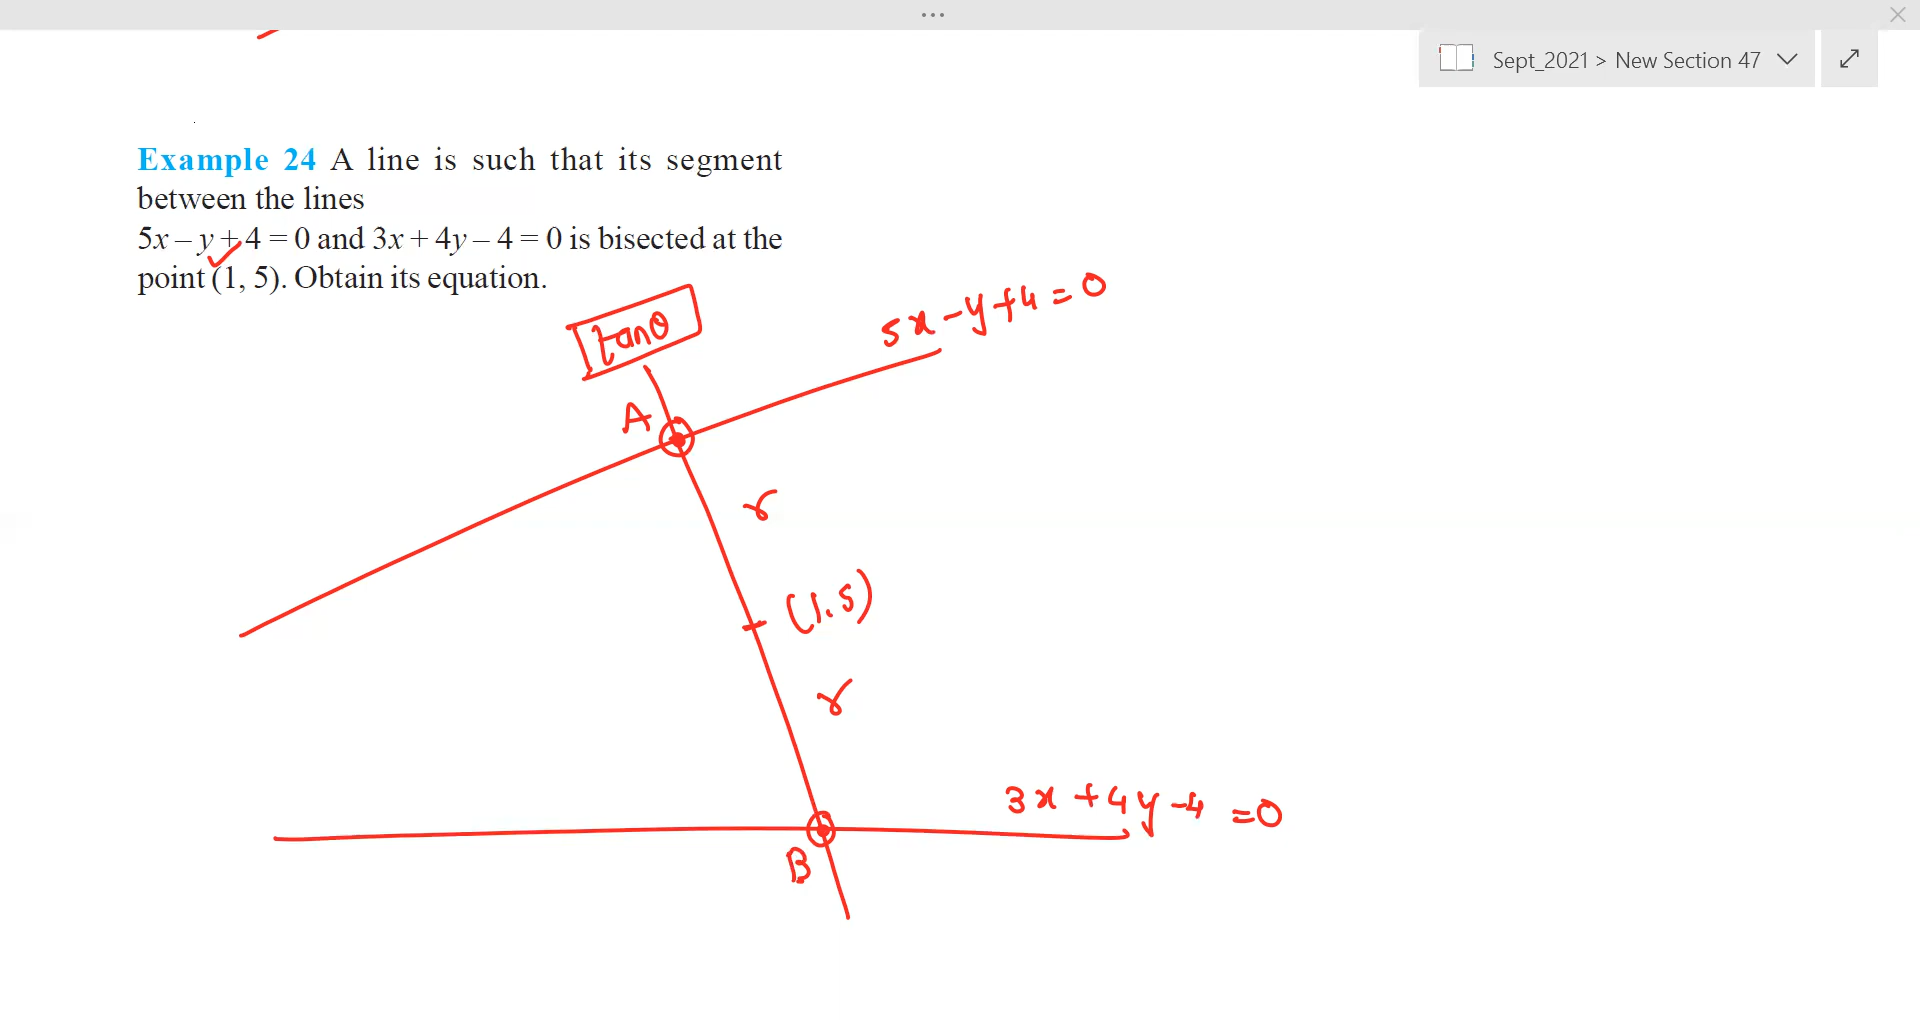 Sept_2021 > New Section 47
Example 24 A line is such that its segment
between the lines
5x – y + 4 = 0 and 3x + 4y – 4 = 0 is bisected at the
point (1, 5). Obtain its equation.
5x-y+4=0
tanθ
A
r
(1,5)
r
3x+4y-4=0
B